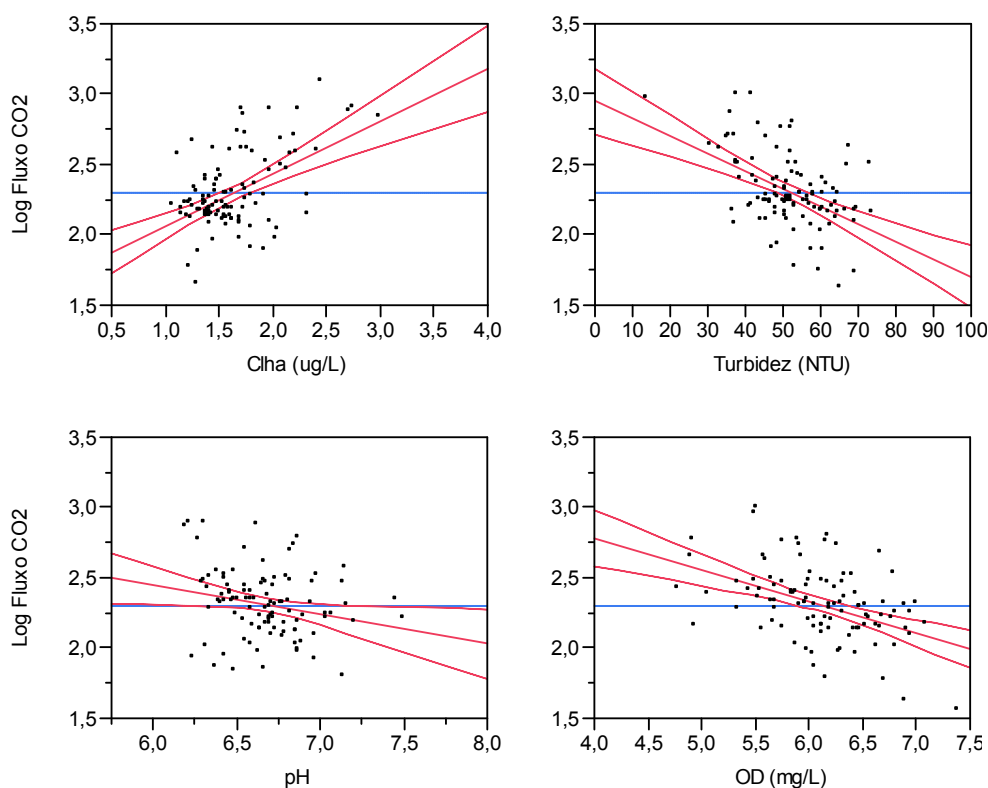 3,5
3,0
2,5
2,0
1,5
Log Fluxo CO2
0,5 1,0 1,5 2,0 2,5 3,0 3,5 4,0
Clha (ug/L)
3,5
3,0
2,5
2,0
1,5
0 10 20 30 40 50 60 70 80 90 100
Turbidez (NTU)
3,5
3,0
2,5
2,0
1,5
Log Fluxo CO2
6,0 6,5 7,0 7,5 8,0
pH
3,5
3,0
2,5
2,0
1,5
4,0 4,5 5,0 5,5 6,0 6,5 7,0 7,5
OD (mg/L)